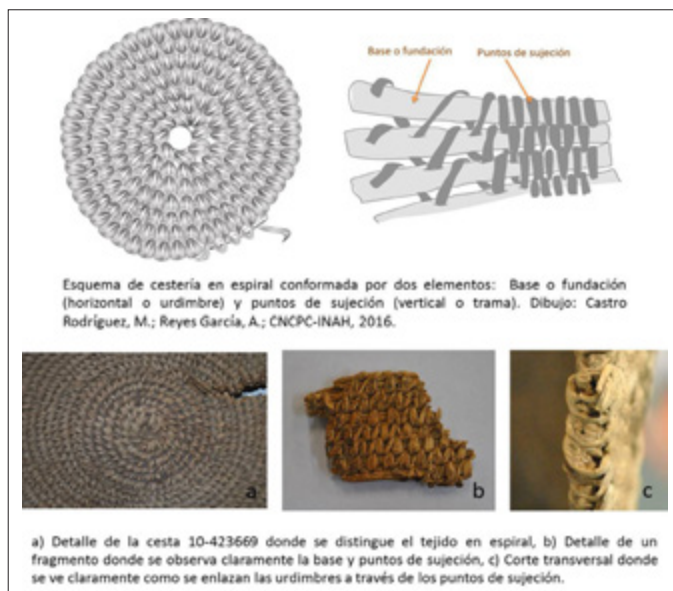 Base o fundación
Puntos de sujeción
Esquema de cestería en espiral conformada por dos elementos: Base o fundación
(horizontal o urdimbre) y puntos de sujeción (vertical o trama). Dibujo: Castro
Rodríguez, M.; Reyes García, A.; CNCPC-INAH, 2016.
a
b
c
a) Detalle de la cesta 10-423669 donde se distingue el tejido en espiral, b) Detalle de un
fragmento donde se observa claramente la base y puntos de sujeción, c) Corte transversal donde
se ve claramente como se enlazan las urdimbres a través de los puntos de sujeción.